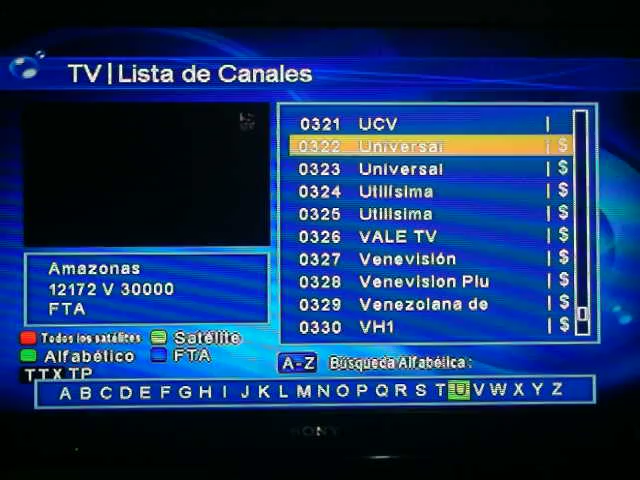 TV | Lista de Canales
0321 UCV |
0322 Universal | $
0323 Universal | $
0324 Utilisima | $
0325 Utilisima | $
0326 VALE TV | $
0327 Venevisión | $
0328 Venevision Plu | $
0329 Venezolana de | $
0330 VH1 | $
Amazonas
12172 V 30000
FTA
Todos los satélites Satélite
Alfabético FTA
TTX TP
A-Z Búsqueda Alfabética :
A B C D E F G H I J K L M N O P Q R S T U V W X Y Z
SONY